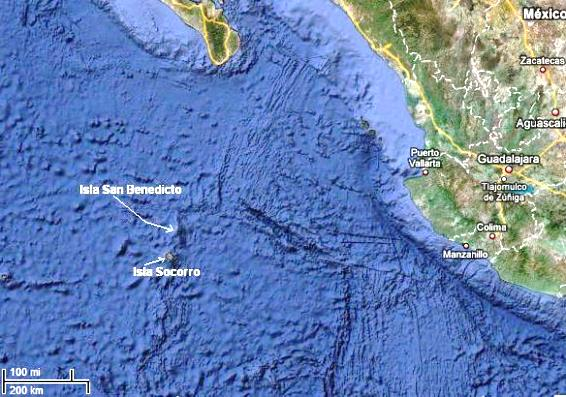 México
Zacatecas
Aguascali
Puerto
Vallarta
Guadalajara
Tlajomulco
de Zúñiga
Isla San Benedicto
Colima
Manzanillo
Isla Socorro
100 mi
200 km